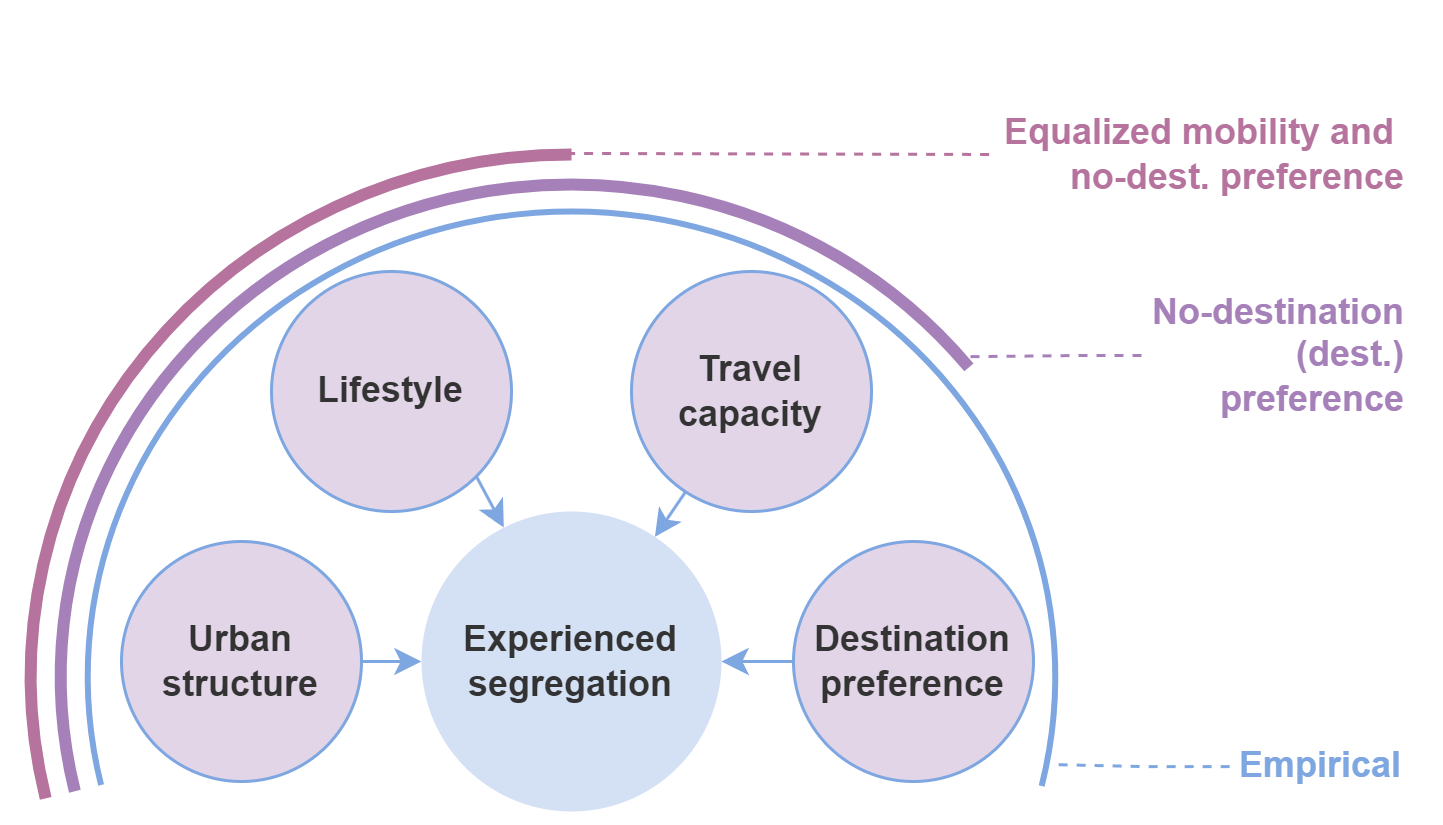 Equalized mobility and
no-dest. preference
No-destination
(dest.)
preference
Lifestyle
Travel
capacity
Urban
structure
Experienced
segregation
Destination
preference
Empirical